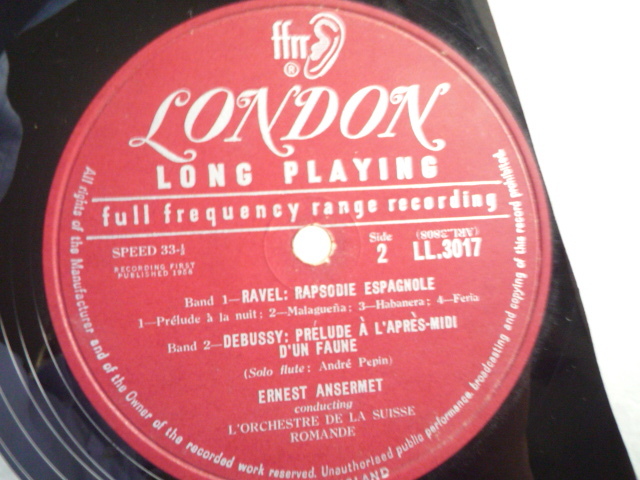 ffrr
®
LONDON
LONG PLAYING
full frequency range recording
SPEED 33-⅓
Side
2
LL.3017
RECORDING FIRST
PUBLISHED 1958
Band 1—RAVEL: RAPSODIE ESPAGNOLE
1—Prélude à la nuit; 2—Malagueña; 3—Habanera; 4—Feria
Band 2—DEBUSSY: PRÉLUDE À L'APRÈS-MIDI
D'UN FAUNE
(Solo flute: André Pepin)
ERNEST ANSERMET
conducting
L'ORCHESTRE DE LA SUISSE
ROMANDE
All rights of the Manufacturer and of the Owner of the recorded work reserved. Unauthorised public performance, broadcasting and copying of this record prohibited.